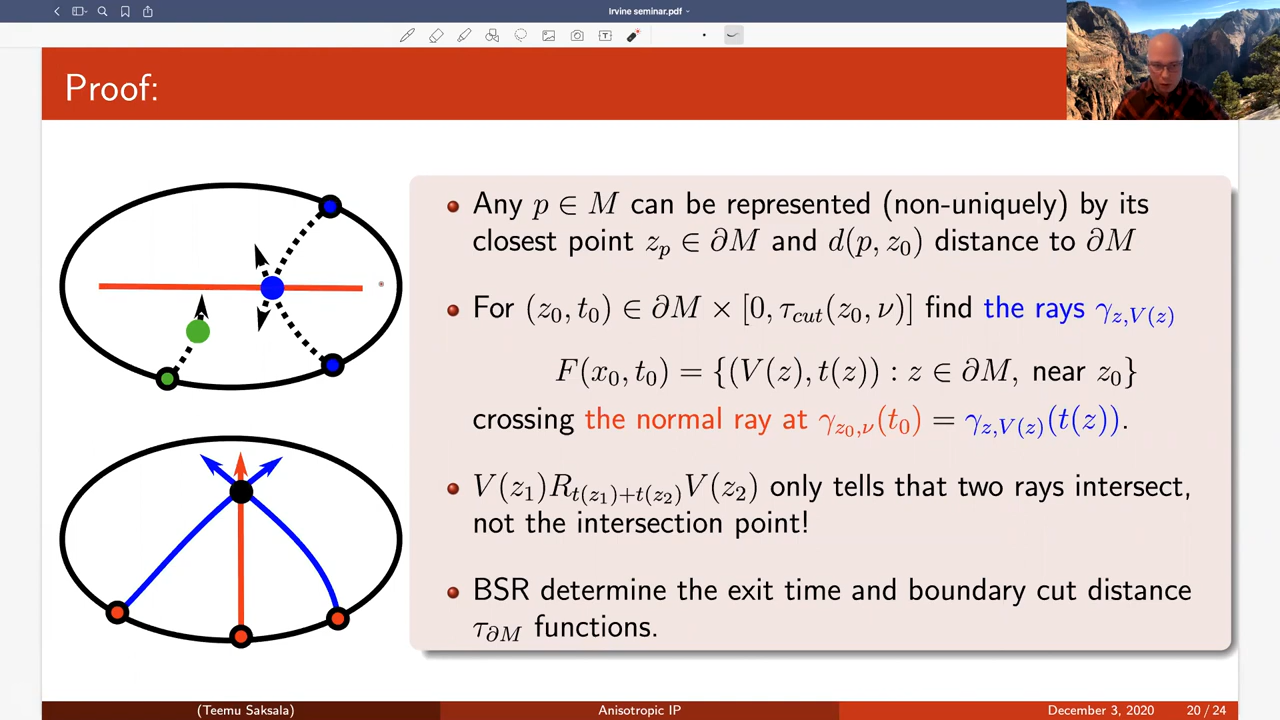 Irvine seminar.pdf
Proof:
Any p ∈ M can be represented (non-uniquely) by its
closest point z_p ∈ ∂M and d(p, z_0) distance to ∂M
For (z_0, t_0) ∈ ∂M × [0, τ_cut(z_0, ν)] find the rays γ_{z,V(z)}
F(x_0, t_0) = {(V(z), t(z)) : z ∈ ∂M, near z_0}
crossing the normal ray at γ_{z_0,ν}(t_0) = γ_{z,V(z)}(t(z)).
V(z_1)R_{t(z_1)+t(z_2)}V(z_2) only tells that two rays intersect,
not the intersection point!
BSR determine the exit time and boundary cut distance
τ_{∂M} functions.
(Teemu Saksala) Anisotropic IP December 3, 2020 20 / 24